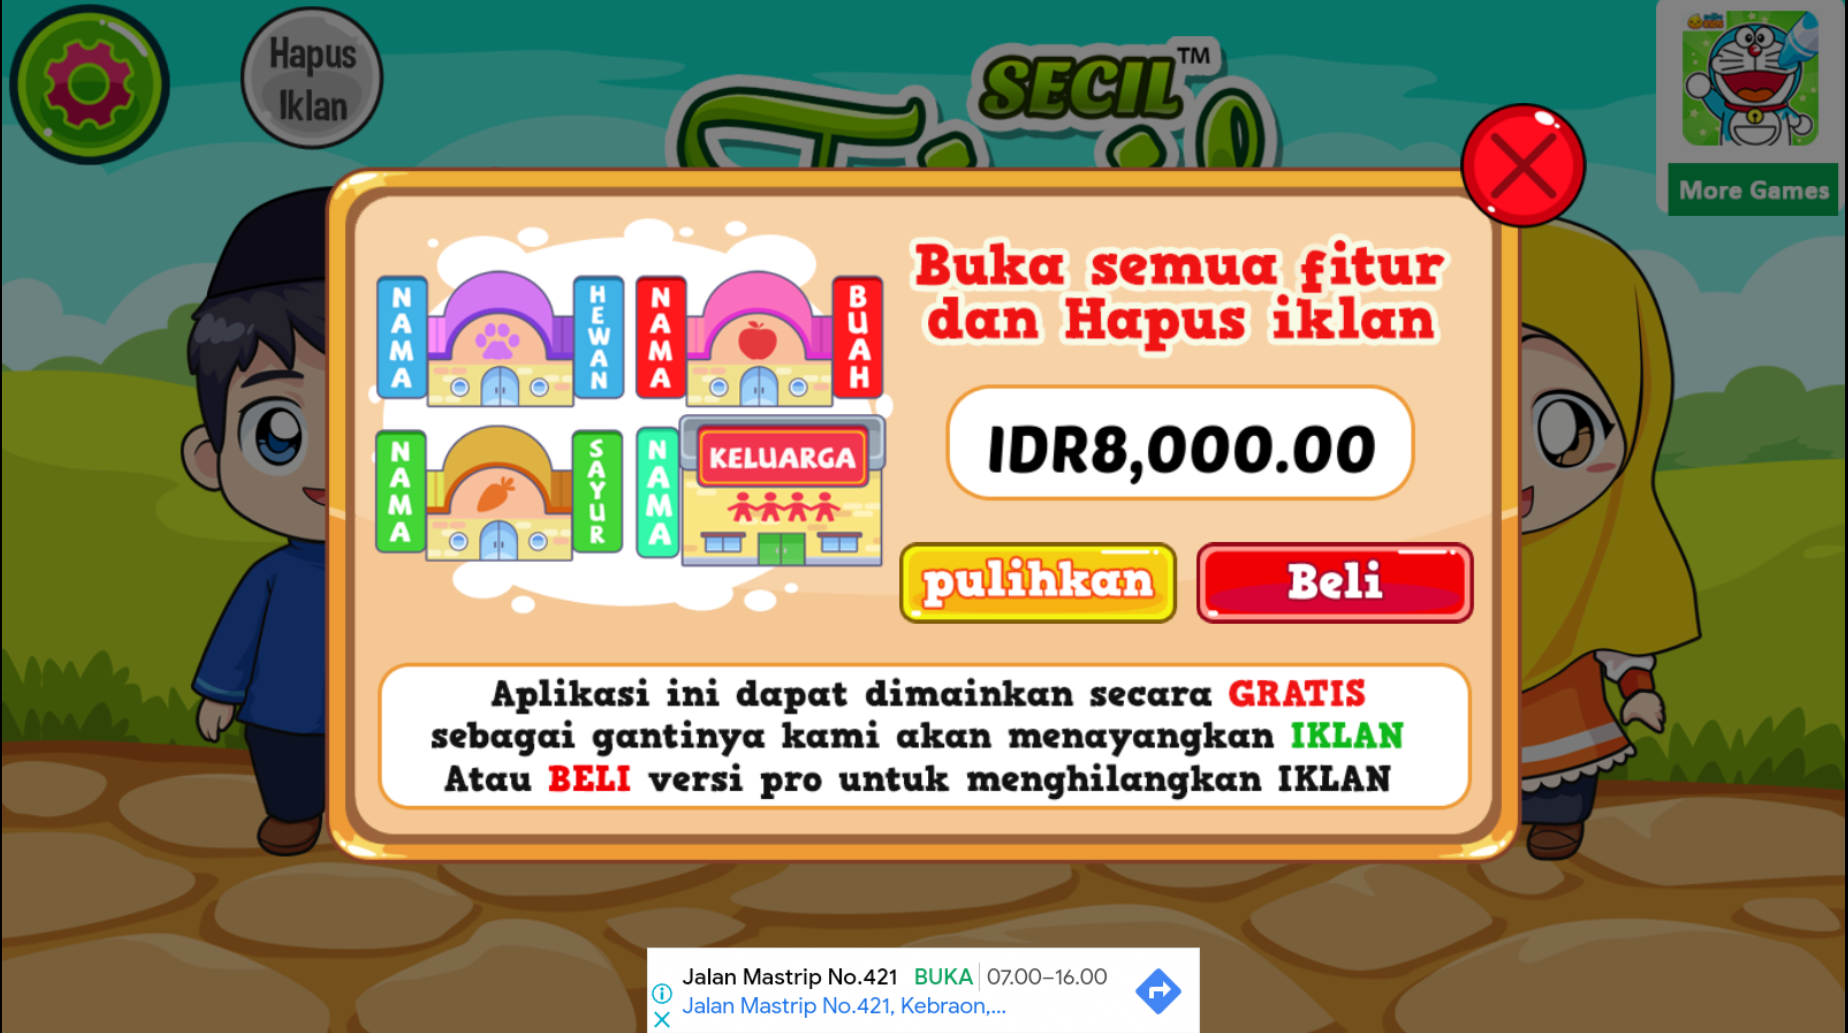 Hapus
Iklan
SECIL™
More Games
Buka semua fitur
dan Hapus iklan
NAMA
HEWAN
NAMA
BUAH
NAMA
SAYUR
NAMA
KELUARGA
IDR8,000.00
pulihkan
Beli
Aplikasi ini dapat dimainkan secara GRATIS
sebagai gantinya kami akan menayangkan IKLAN
Atau BELI versi pro untuk menghilangkan IKLAN
Jalan Mastrip No.421 BUKA 07.00–16.00
Jalan Mastrip No.421, Kebraon,...